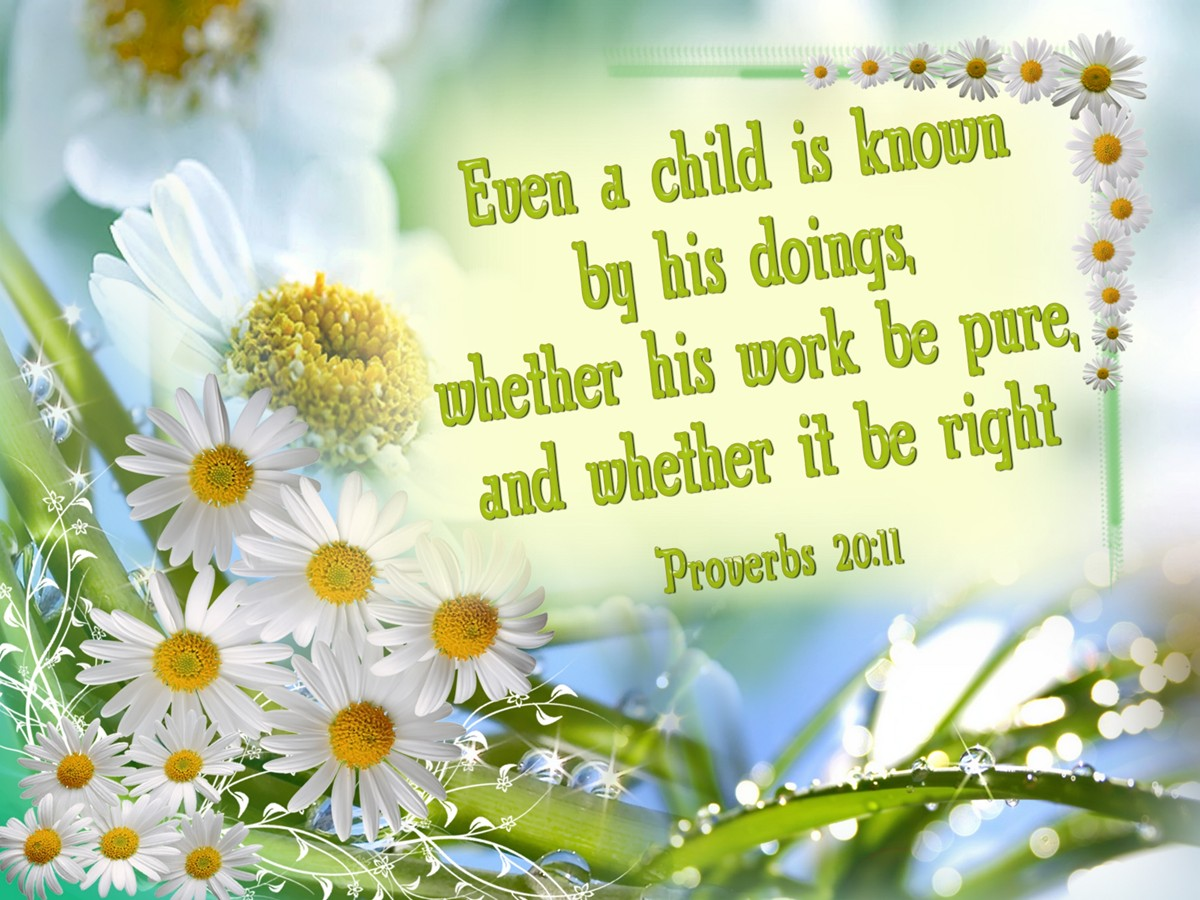 Even a child is known
by his doings,
whether his work be pure,
and whether it be right
Proverbs 20:11